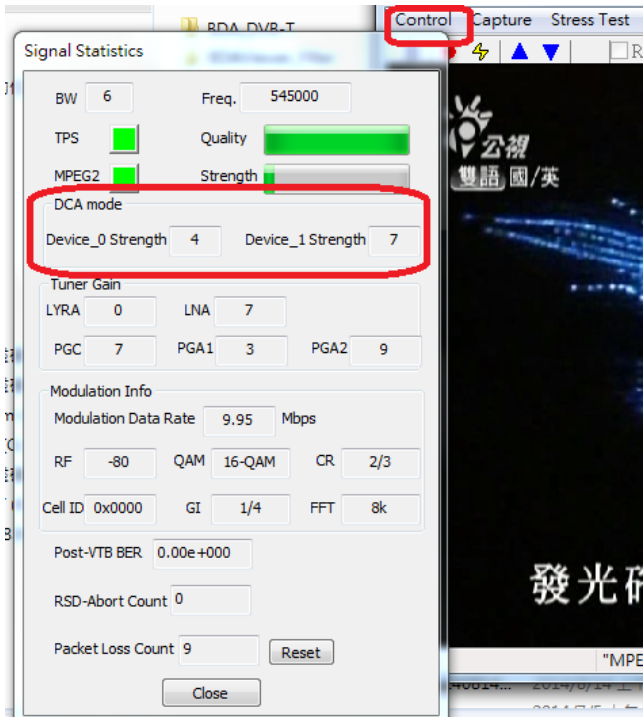 BDA_DVB-T
Control Capture Stress Test
Signal Statistics
BW 6 Freq. 545000
TPS Quality
MPEG2 Strength
DCA mode
Device_0 Strength 4 Device_1 Strength 7
Tuner Gain
LYRA 0 LNA 7
PGC 7 PGA1 3 PGA2 9
Modulation Info
Modulation Data Rate 9.95 Mbps
RF -80 QAM 16-QAM CR 2/3
Cell ID 0x0000 GI 1/4 FFT 8k
Post-VTB BER 0.00e+000
RSD-Abort Count 0
Packet Loss Count 9 Reset
Close
公視
雙語 國/英
發光
"MPE